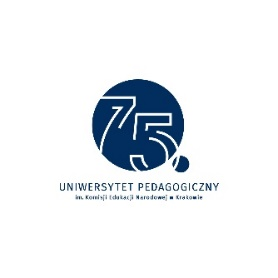 75.
UNIWERSYTET PEDAGOGICZNY
im. Komisji Edukacji Narodowej w Krakowie